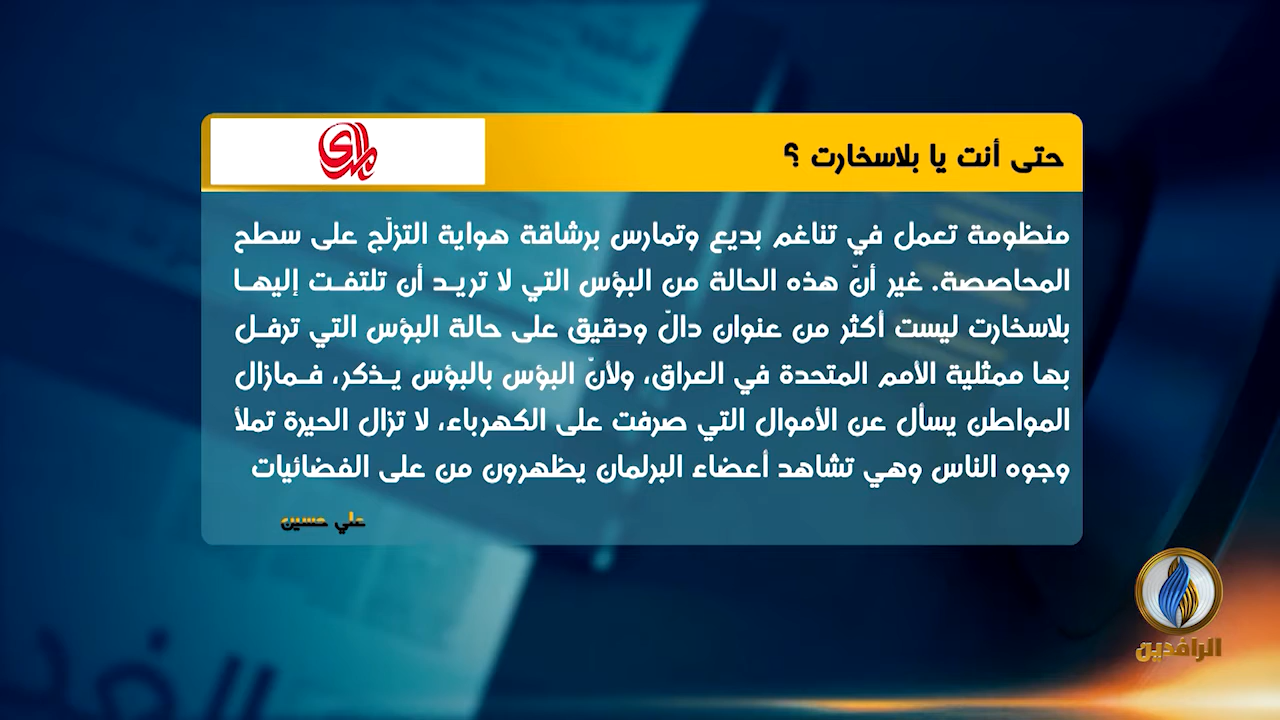 المدى
حتى أنت يا بلاسخارت ؟
منظومة تعمل في تناغم بديع وتمارس برشاقة هواية التزلّج على سطح
المحاصصة. غير أنّ هذه الحالة من البؤس التي لا تريد أن تلتفت إليها
بلاسخارت ليست أكثر من عنوان دالّ ودقيق على حالة البؤس التي ترفل
بها ممثلية الأمم المتحدة في العراق، ولأنّ البؤس بالبؤس يذكر، فمازال
المواطن يسأل عن الأموال التي صرفت على الكهرباء، لا تزال الحيرة تملأ
وجوه الناس وهي تشاهد أعضاء البرلمان يظهرون من على الفضائيات
علي حسين
الرافدين